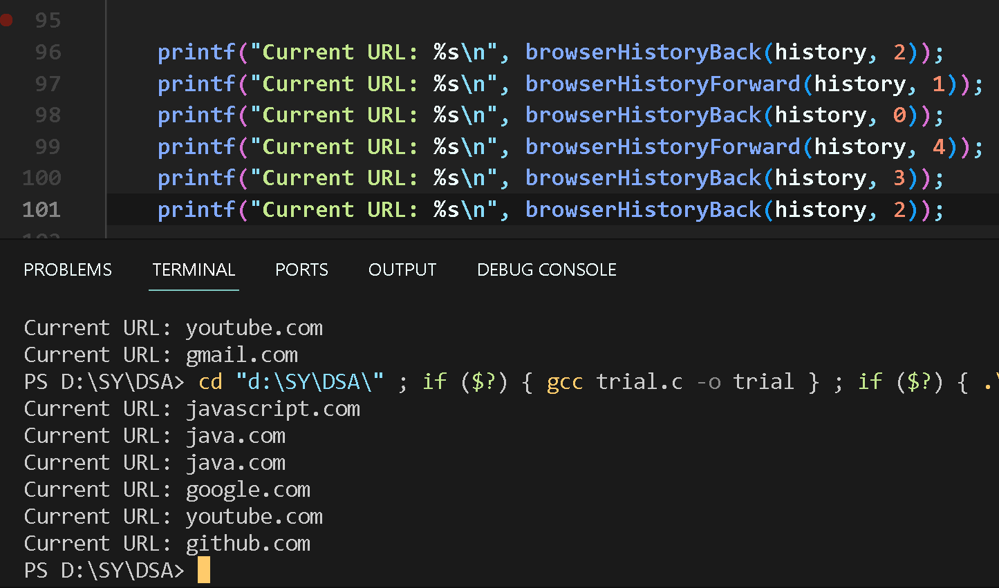 95
96 printf("Current URL: %s\n", browserHistoryBack(history, 2));
97 printf("Current URL: %s\n", browserHistoryForward(history, 1));
98 printf("Current URL: %s\n", browserHistoryBack(history, 0));
99 printf("Current URL: %s\n", browserHistoryForward(history, 4));
100 printf("Current URL: %s\n", browserHistoryBack(history, 3));
101 printf("Current URL: %s\n", browserHistoryBack(history, 2));
PROBLEMS TERMINAL PORTS OUTPUT DEBUG CONSOLE
Current URL: youtube.com
Current URL: gmail.com
PS D:\SY\DSA> cd "d:\SY\DSA\" ; if ($?) { gcc trial.c -o trial } ; if ($?) { .\
Current URL: javascript.com
Current URL: java.com
Current URL: java.com
Current URL: google.com
Current URL: youtube.com
Current URL: github.com
PS D:\SY\DSA>